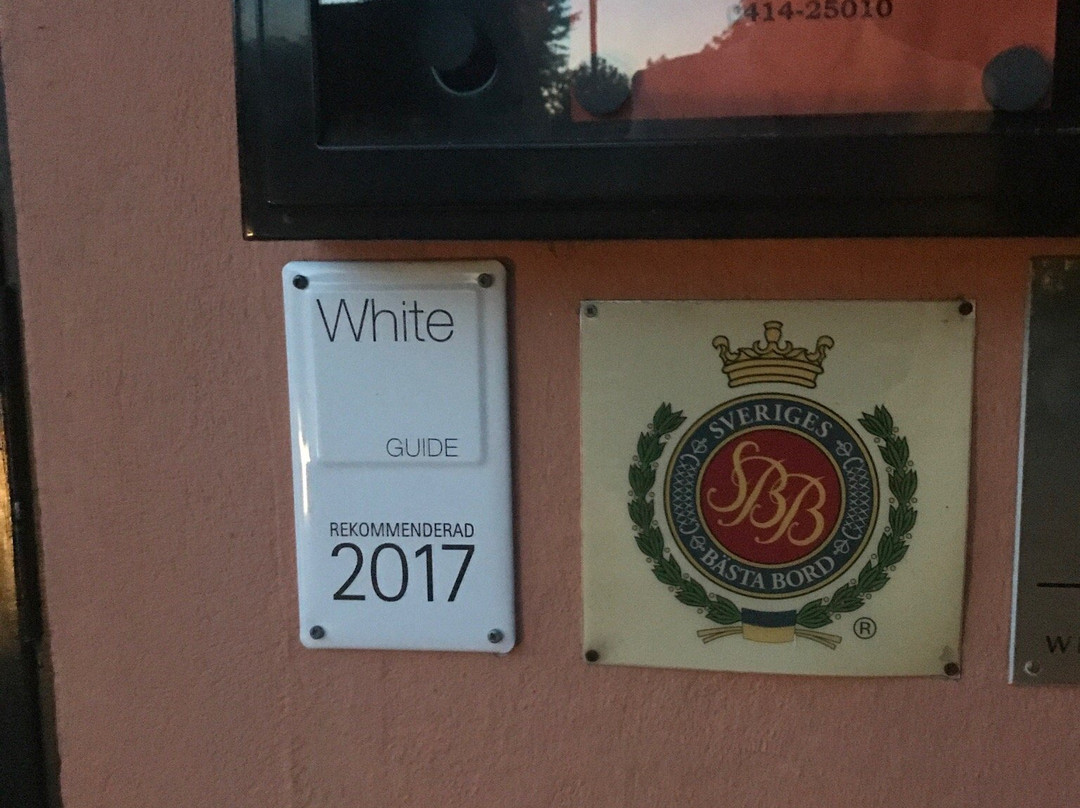 414-25010
White
GUIDE
REKOMMENDERAD
2017
SVERIGES
SBB
BÄSTA BORD
®